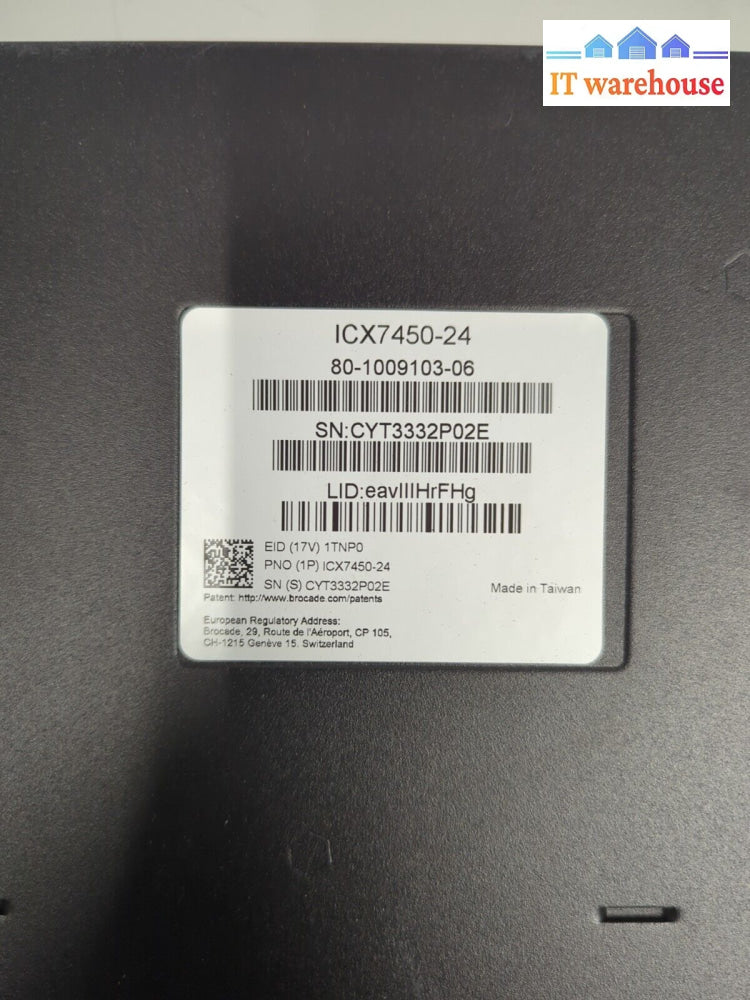 IT warehouse
ICX7450-24
80-1009103-06
SN:CYT3332P02E
LID:eavIIIHrFHg
EID (17V) 1TNP0
PNO (1P) ICX7450-24
SN (S) CYT3332P02E
Made in Taiwan
Patent: http://www.brocade.com/patents
European Regulatory Address:
Brocade, 29, Route de l'Aéroport, CP 105,
CH-1215 Genève 15. Switzerland